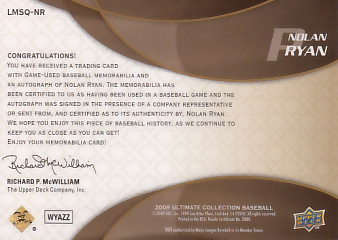 LMSQ-NR
NOLAN
RYAN
CONGRATULATIONS!
YOU HAVE RECEIVED A TRADING CARD
WITH GAME-USED BASEBALL MEMORABILIA AND
AN AUTOGRAPH OF NOLAN RYAN. THE MEMORABILIA HAS
BEEN CERTIFIED TO US AS HAVING BEEN USED IN A BASEBALL GAME AND THE
AUTOGRAPH WAS SIGNED IN THE PRESENCE OF A COMPANY REPRESENTATIVE
OR SENT FROM, AND CERTIFIED AS TO ITS AUTHENTICITY BY, NOLAN RYAN.
WE HOPE YOU ENJOY THIS PIECE OF BASEBALL HISTORY, AS WE CONTINUE TO
KEEP YOU AS CLOSE AS YOU CAN GET!
ENJOY YOUR MEMORABILIA CARD!
Richard P. McWilliam
RICHARD P. MCWILLIAM
THE UPPER DECK COMPANY, INC.
WYAZZ
2009 ULTIMATE COLLECTION BASEBALL
UPPER DECK